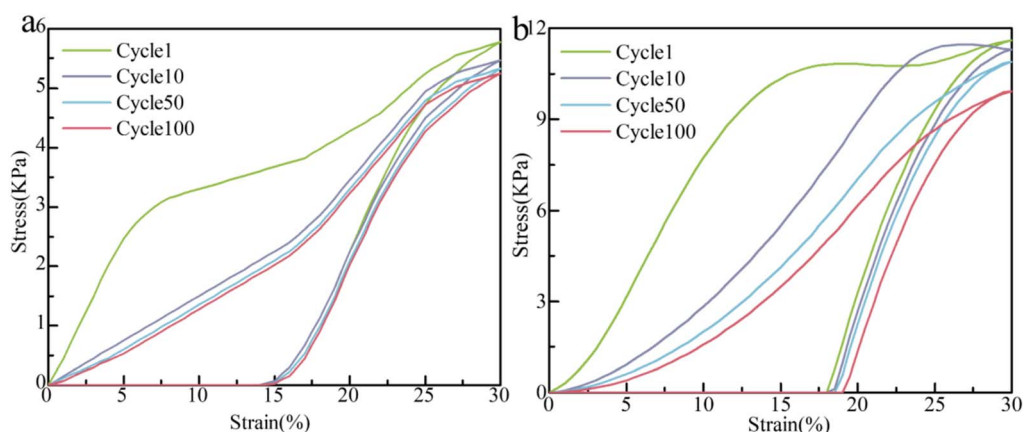 a
6
5
4
3
2
1
0
Stress(KPa)
Cycle1
Cycle10
Cycle50
Cycle100
0 5 10 15 20 25 30
Strain(%)
b
12
9
6
3
0
Stress(KPa)
Cycle1
Cycle10
Cycle50
Cycle100
0 5 10 15 20 25 30
Strain(%)